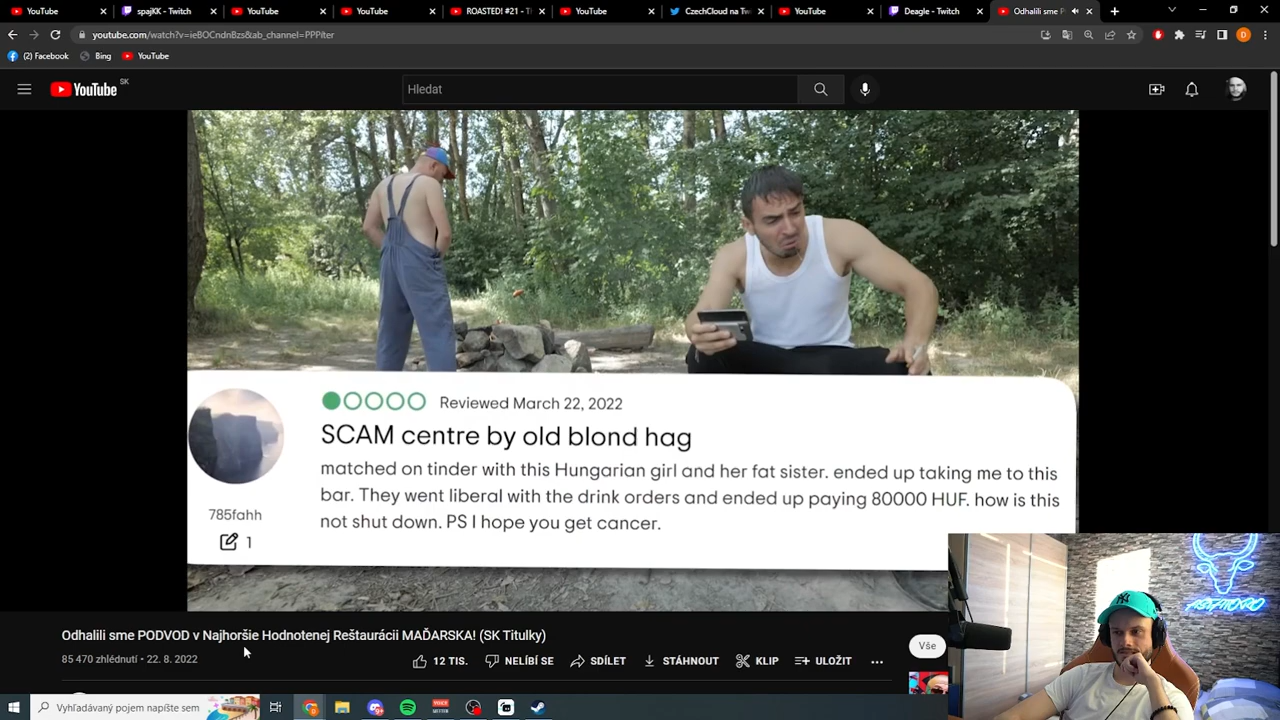 YouTube
spajKK - Twitch
YouTube
YouTube
ROASTED! #21 - T
YouTube
CzechCloud na Tw
YouTube
Deagle - Twitch
Odhalili sme P
youtube.com/watch?v=ieBOCndnBzs&ab_channel=PPPíter
(2) Facebook
Bing
YouTube
YouTube SK
Hledat
D
Reviewed March 22, 2022
SCAM centre by old blond hag
matched on tinder with this Hungarian girl and her fat sister. ended up taking me to this
bar. They went liberal with the drink orders and ended up paying 80000 HUF. how is this
not shut down. PS I hope you get cancer.
785fahh
1
Odhalili sme PODVOD v Najhoršie Hodnotenej Reštaurácii MAĎARSKA! (SK Titulky)
85 470 zhlédnutí • 22. 8. 2022
12 TIS.
NELÍBÍ SE
SDÍLET
STÁHNOUT
KLIP
ULOŽIT
Vše
Vyhľadávaný pojem napíšte sem